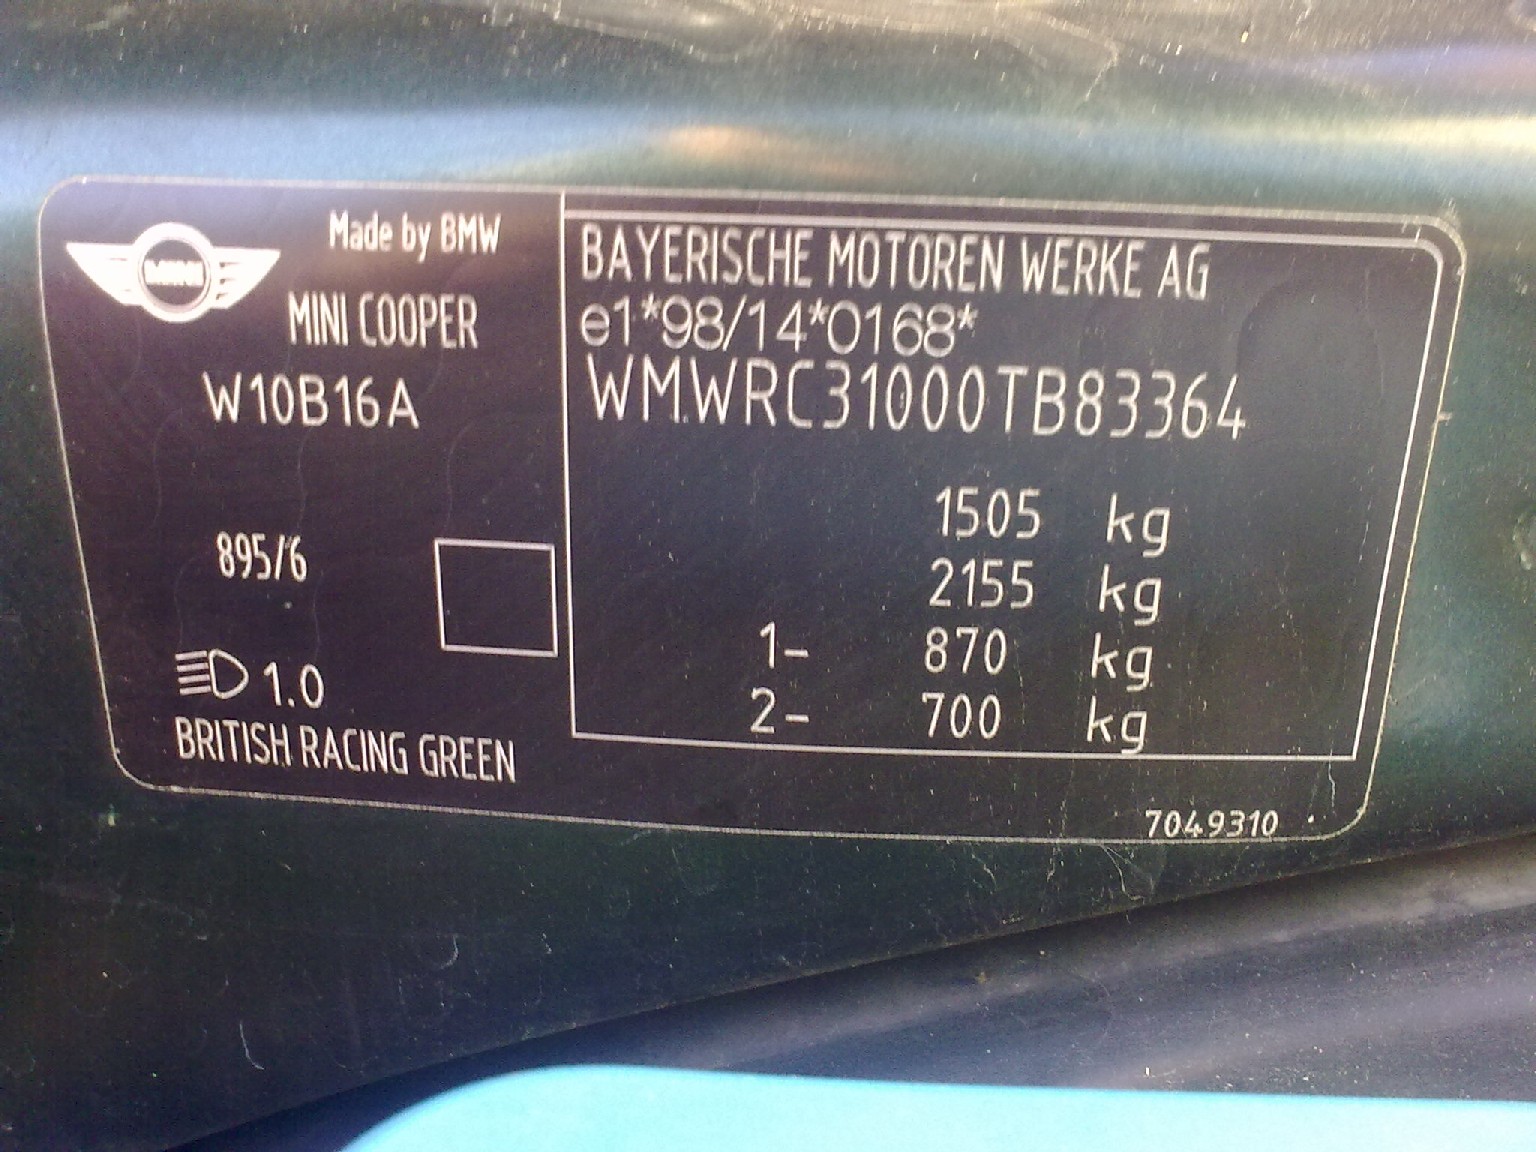 MINI
Made by BMW
MINI COOPER
W10B16A
895/6
1.0
BRITISH RACING GREEN
BAYERISCHE MOTOREN WERKE AG
e1*98/14*0168*
WMWRC31000TB83364
1505 kg
2155 kg
1- 870 kg
2- 700 kg
7049310